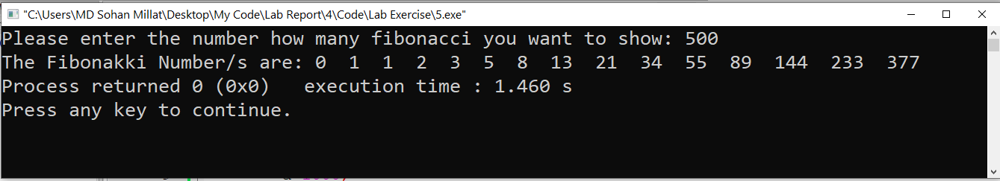 "C:\Users\MD Sohan Millat\Desktop\My Code\Lab Report\4\Code\Lab Exercise\5.exe"
Please enter the number how many fibonacci you want to show: 500
The Fibonakki Number/s are: 0  1  1  2  3  5  8  13  21  34  55  89  144  233  377
Process returned 0 (0x0)   execution time : 1.460 s
Press any key to continue.